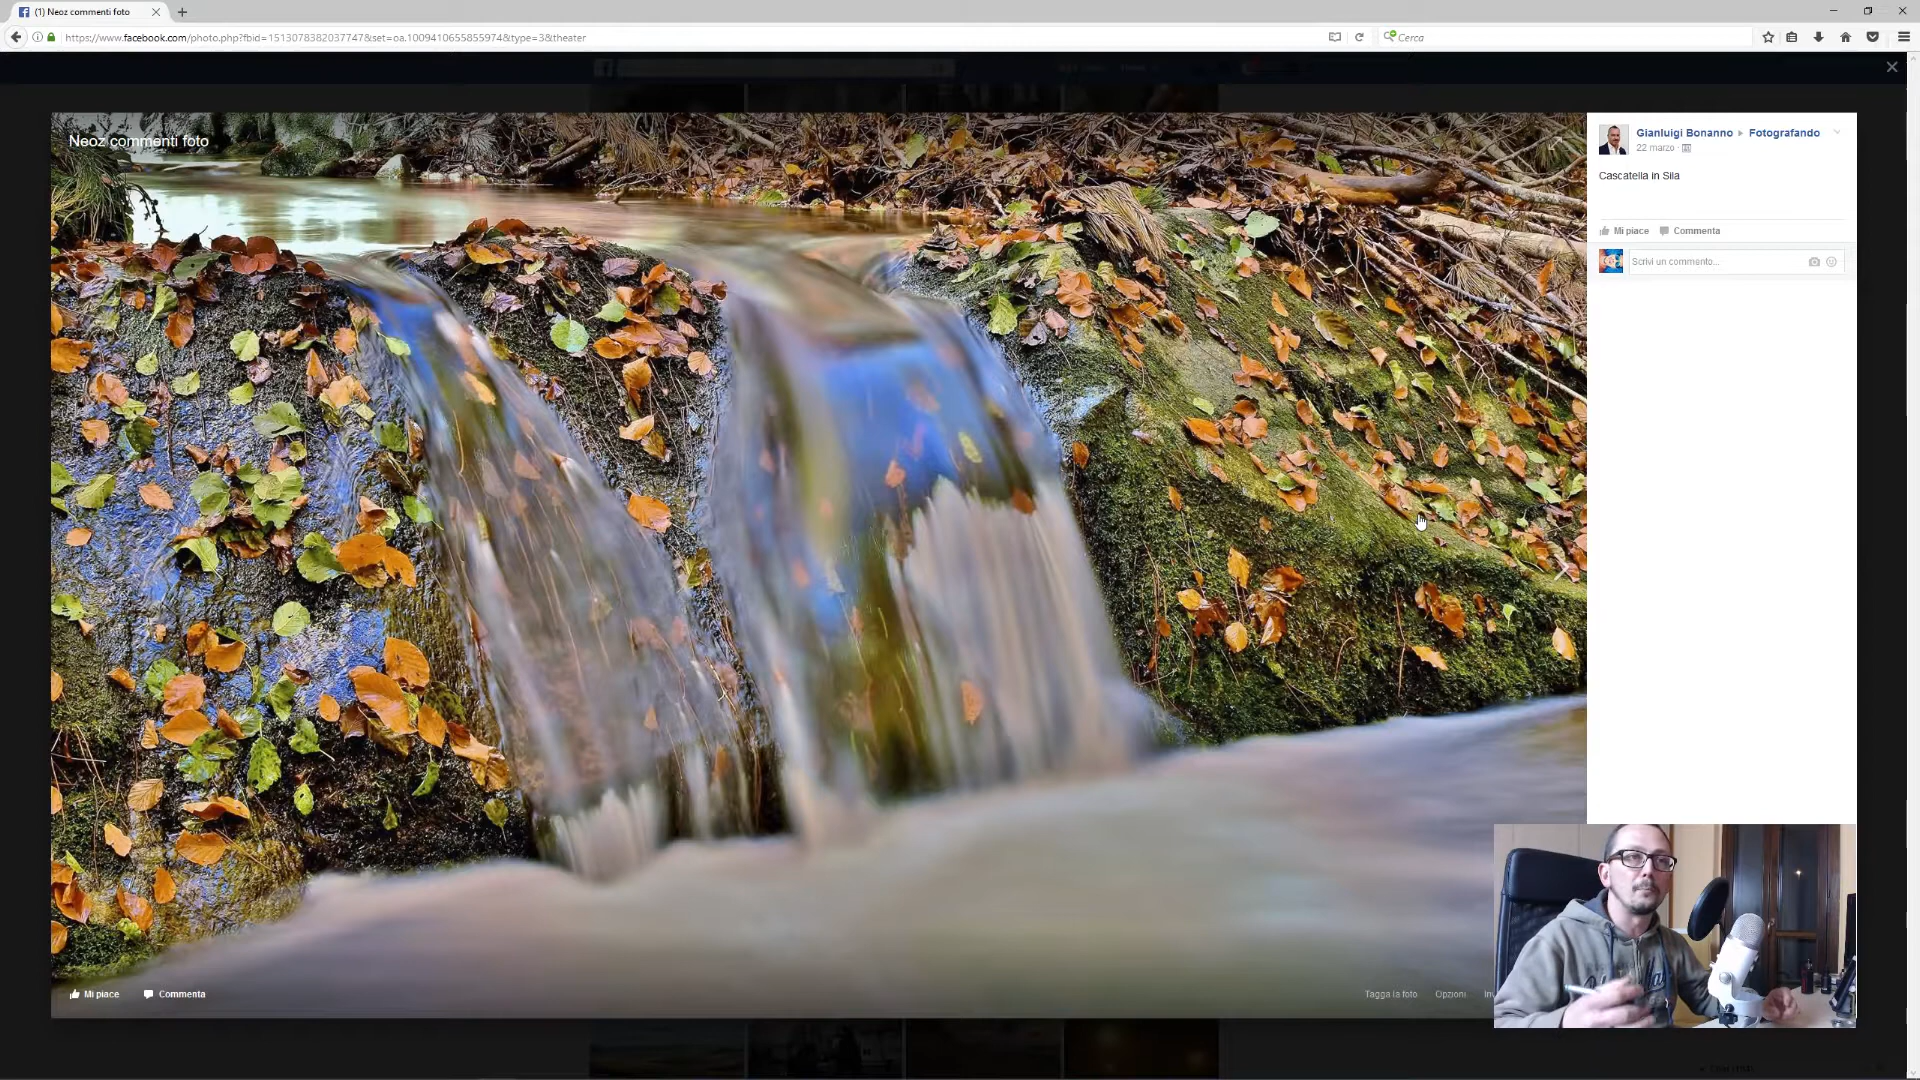 (1) Neoz commenti foto
https://www.facebook.com/photo.php?fbid=1513078382037747&set=oa.1009410655855974&type=3&theater
Cerca
Neoz commenti foto
Gianluigi Bonanno ▸ Fotografando
22 marzo ·
Cascatella in Sila
Mi piace Commenta
Scrivi un commento...
Mi piace Commenta
Tagga la foto Opzioni